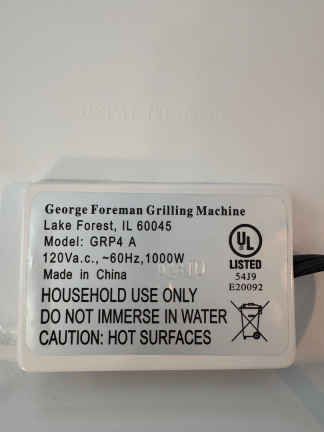 George Foreman Grilling Machine
Lake Forest, IL 60045
Model: GRP4 A
120Va.c., ~60Hz,1000W
Made in China
UL
LISTED
54J9
E20092
HOUSEHOLD USE ONLY
DO NOT IMMERSE IN WATER
CAUTION: HOT SURFACES